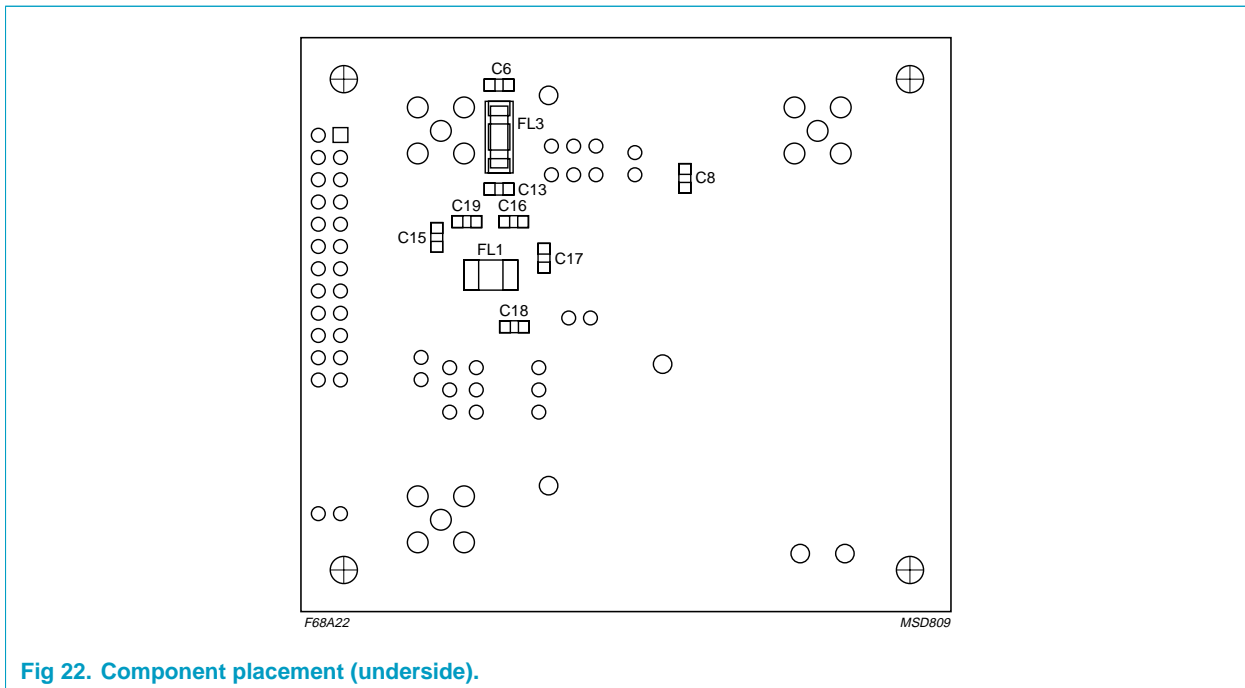 C6
FL3
C8
C13
C19 C16
C15
FL1
C17
C18
F68A22 MSD809
Fig 22. Component placement (underside).